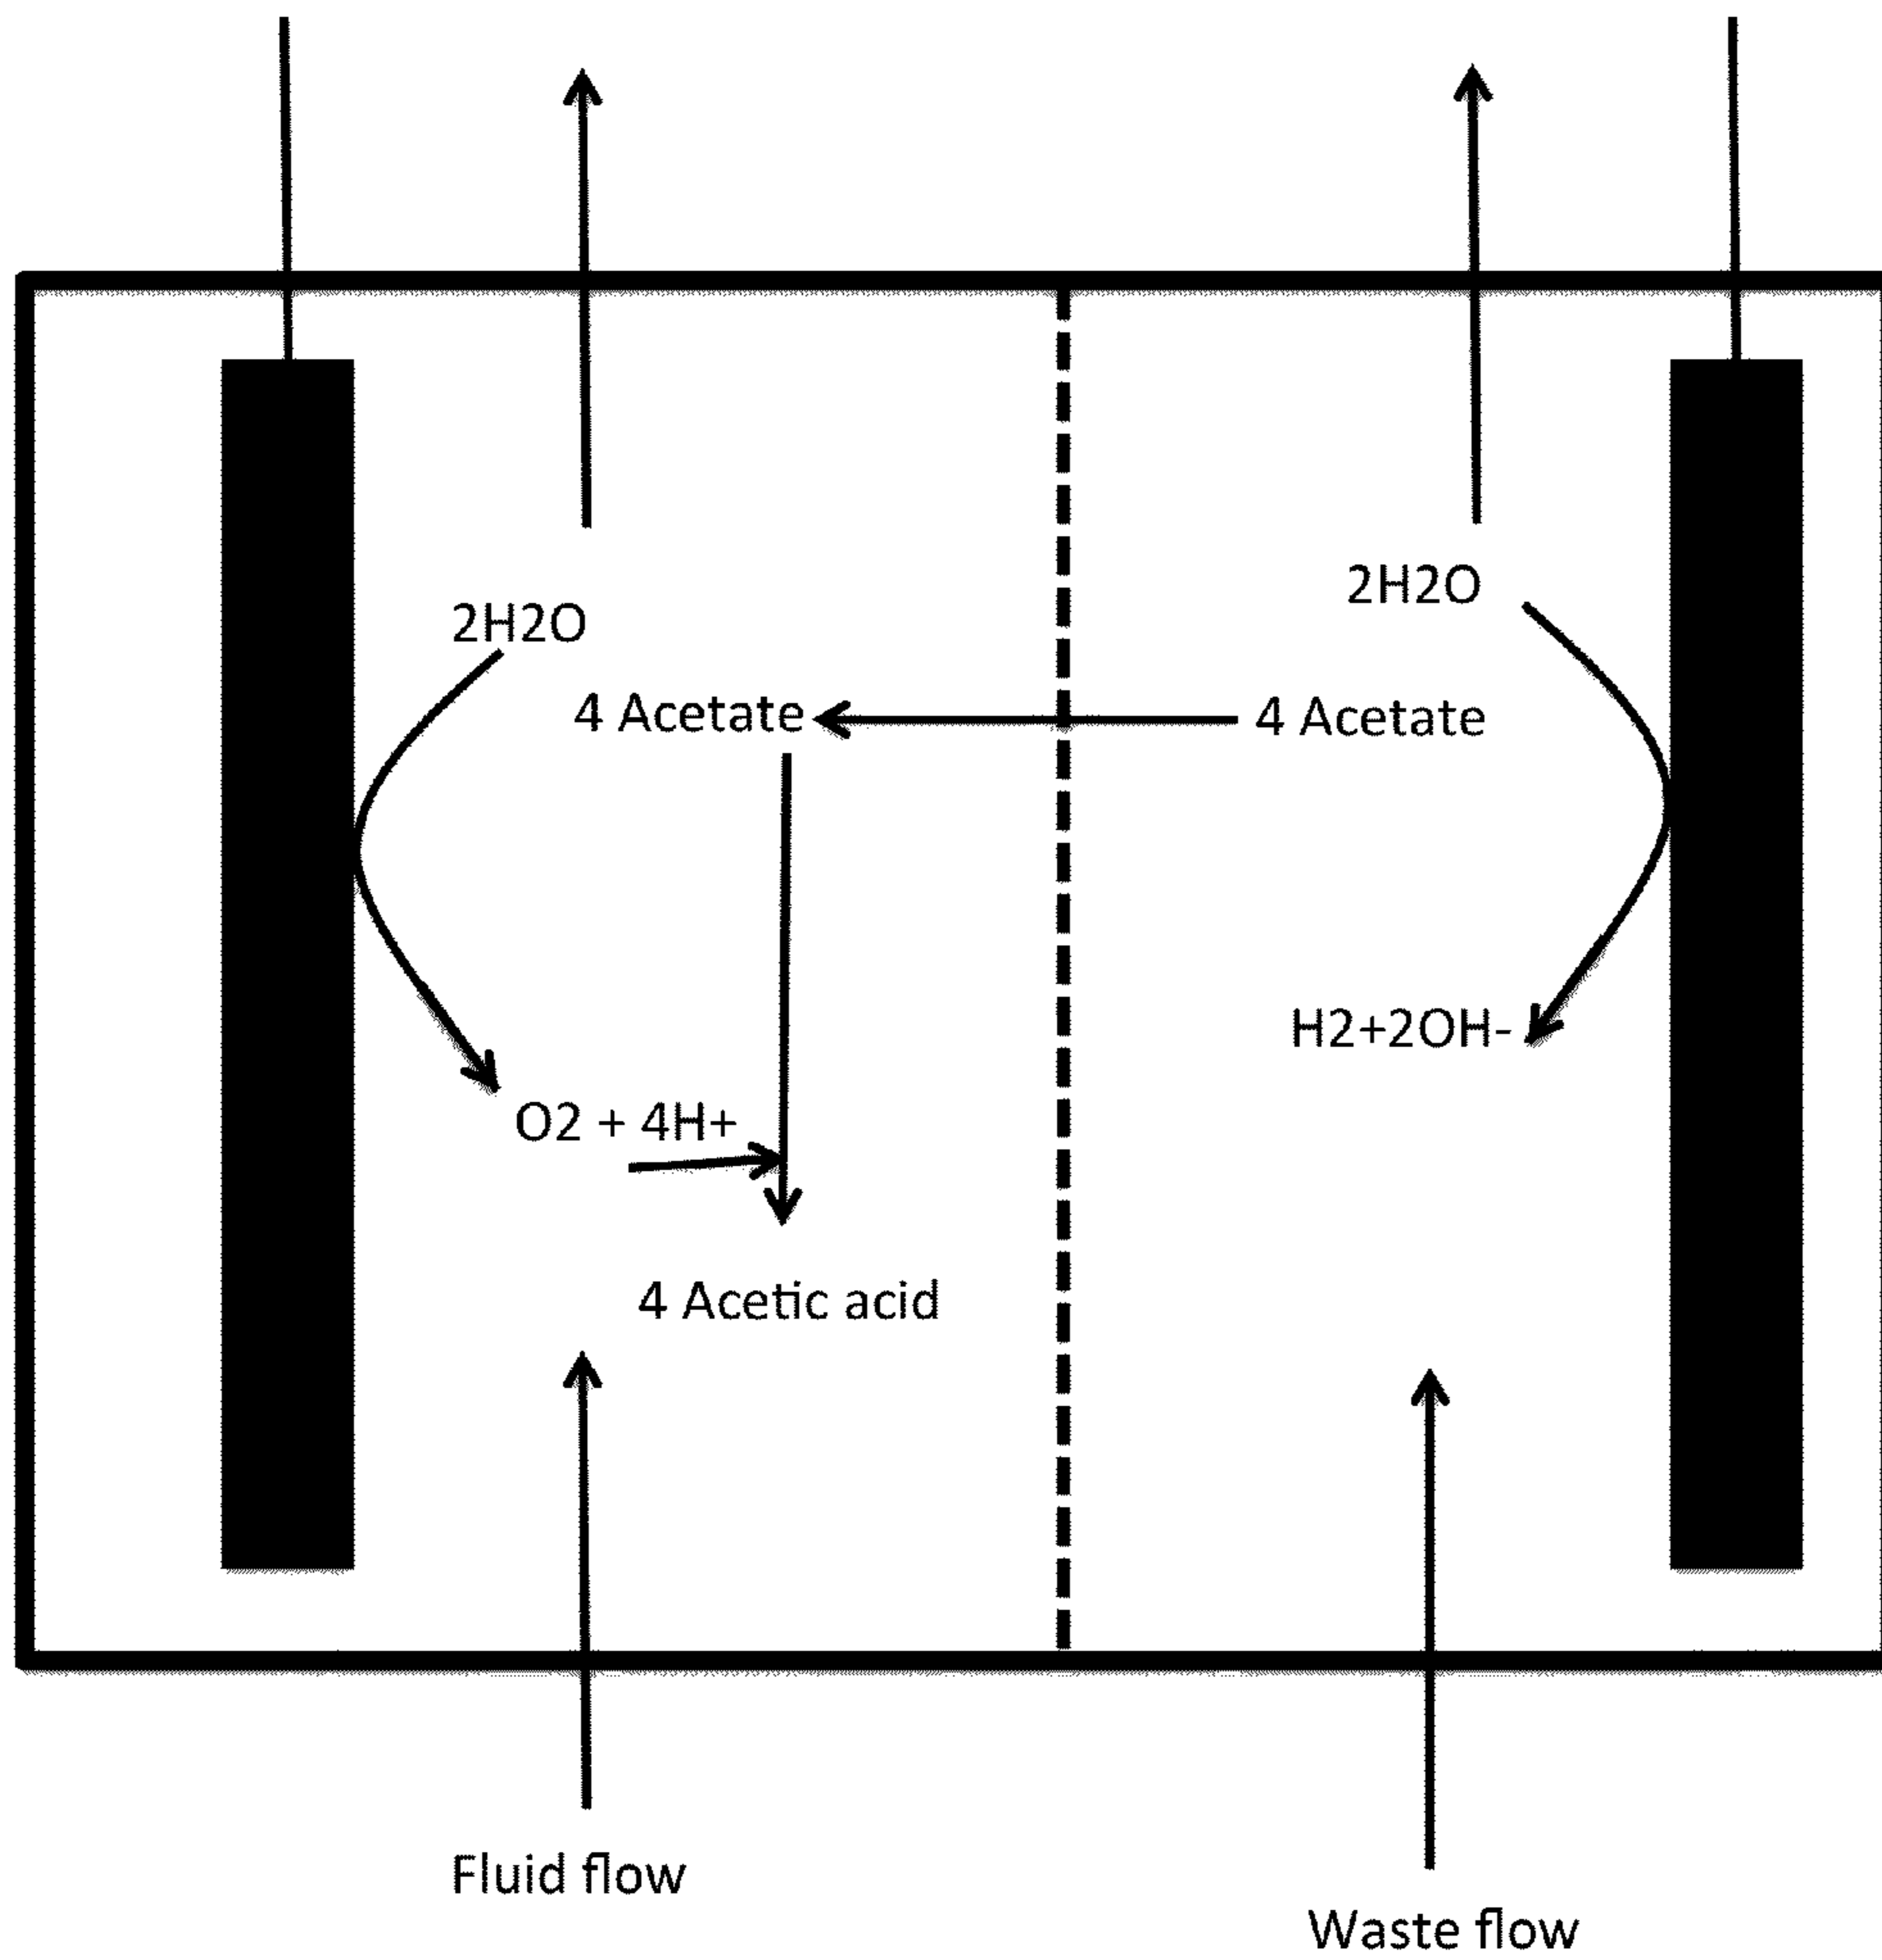 2H2O
2H2O
4 Acetate
4 Acetate
H2+2OH-
O2 + 4H+
4 Acetic acid
Fluid flow
Waste flow